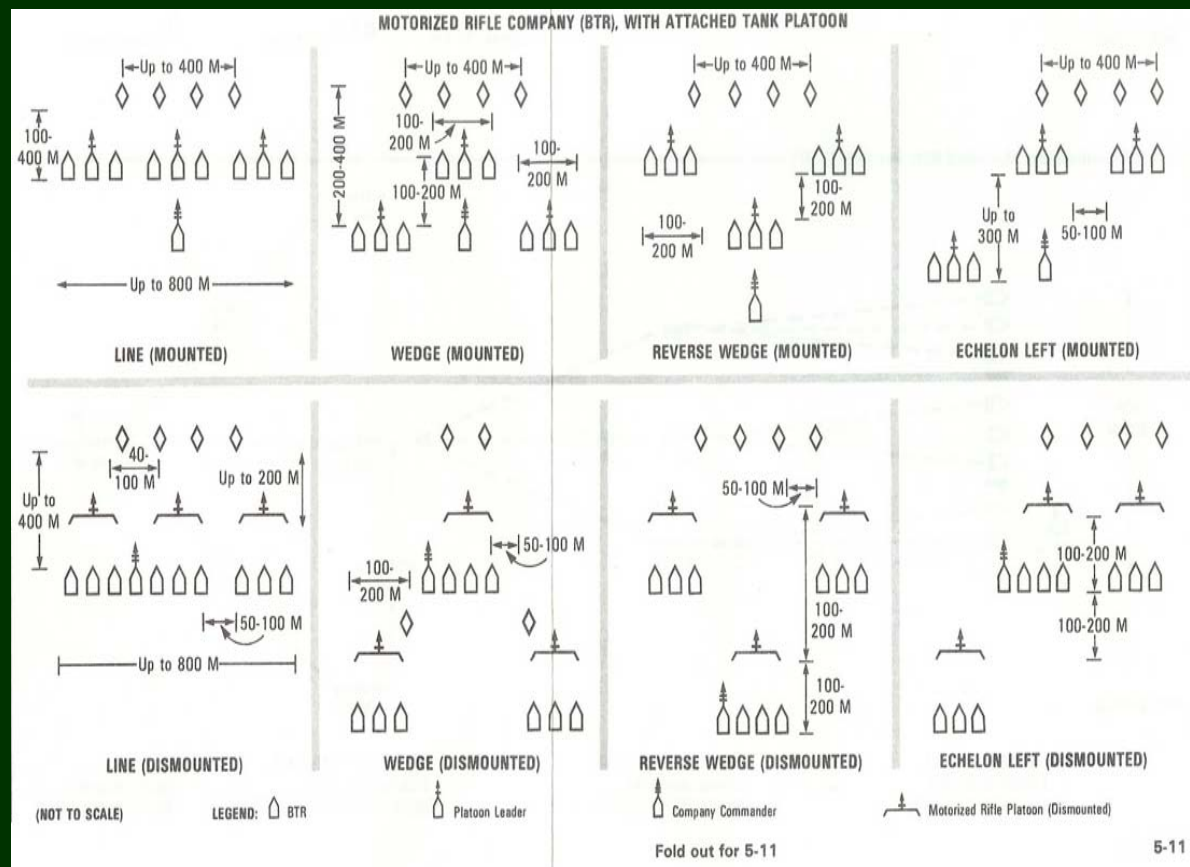 MOTORIZED RIFLE COMPANY (BTR), WITH ATTACHED TANK PLATOON
Up to 400 M
100-
400 M
Up to 800 M
LINE (MOUNTED)
Up to 400 M
200-400 M
100-
200 M
100-200 M
100-
200 M
WEDGE (MOUNTED)
Up to 400 M
100-
200 M
100-
200 M
REVERSE WEDGE (MOUNTED)
Up to 400 M
Up to
300 M
50-100 M
ECHELON LEFT (MOUNTED)
40-
100 M
Up to 200 M
Up to
400 M
50-100 M
Up to 800 M
LINE (DISMOUNTED)
50-100 M
100-
200 M
WEDGE (DISMOUNTED)
50-100 M
100-
200 M
100-
200 M
REVERSE WEDGE (DISMOUNTED)
100-200 M
100-200 M
ECHELON LEFT (DISMOUNTED)
(NOT TO SCALE)
LEGEND:
BTR
Platoon Leader
Company Commander
Motorized Rifle Platoon (Dismounted)
Fold out for 5-11
5-11